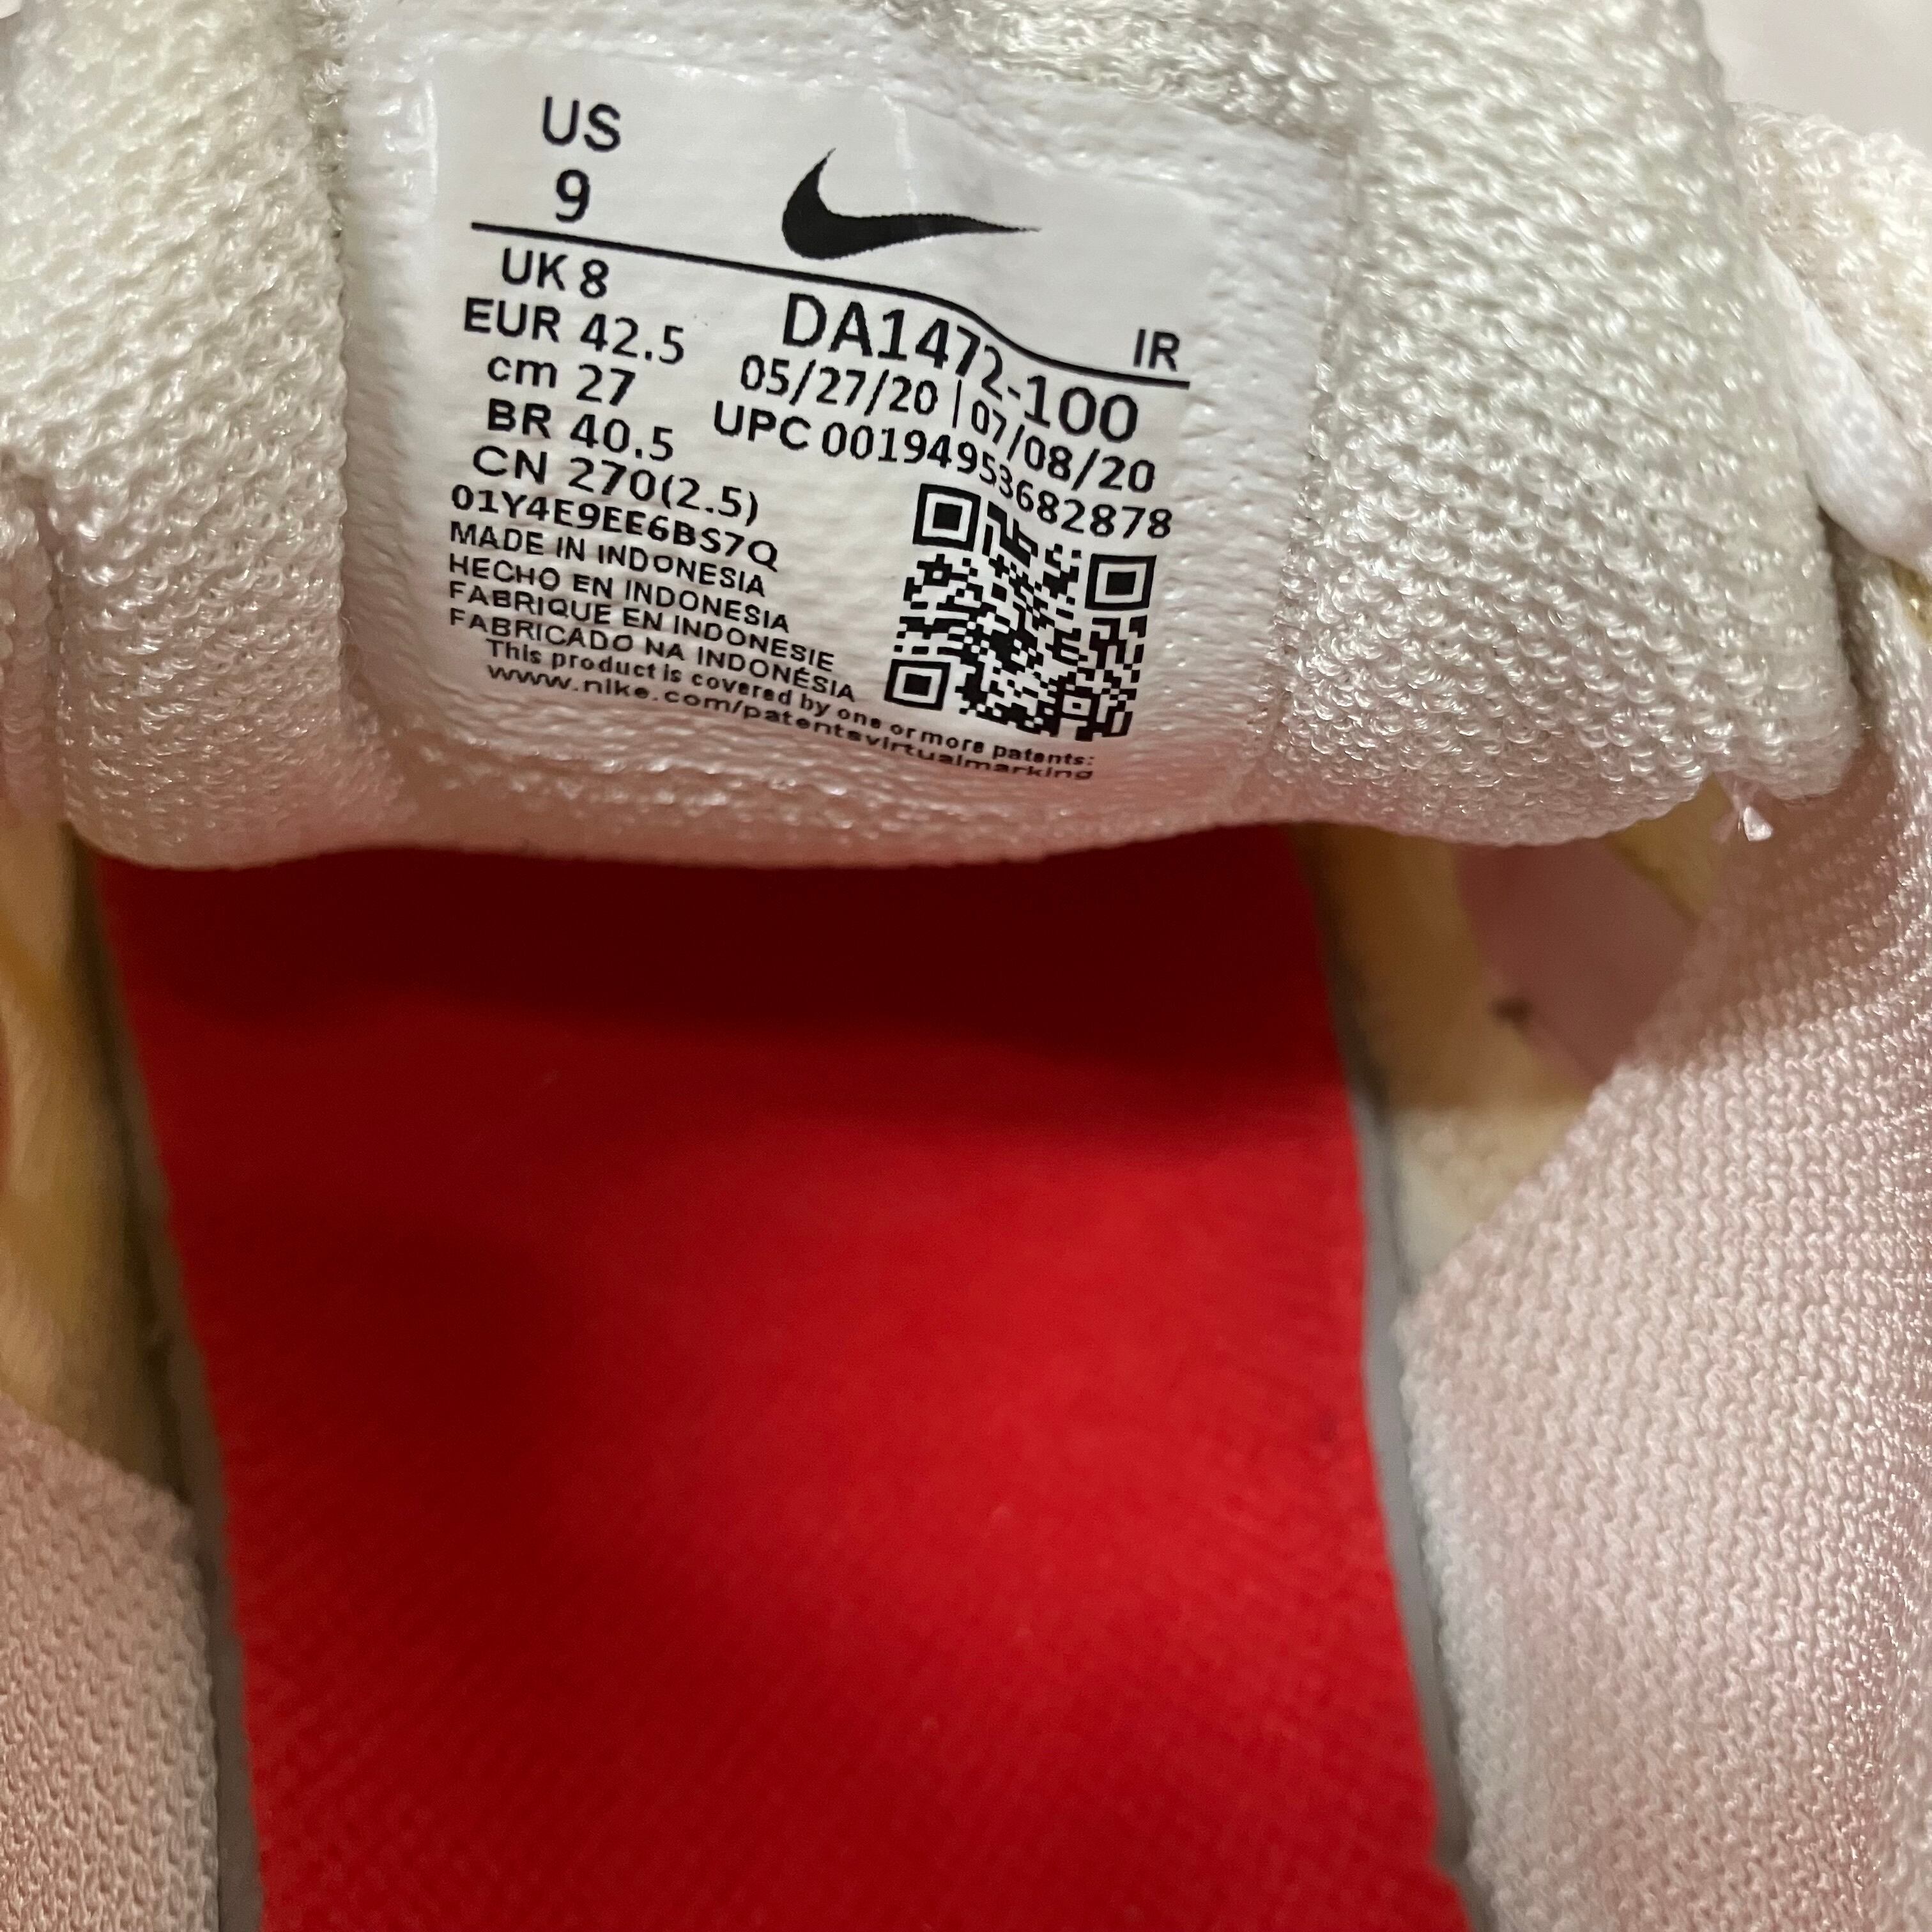 US
9
UK 8
EUR 42.5
cm 27
BR 40.5
CN 270(2.5)
01Y4E9EE6BS7Q
MADE IN INDONESIA
HECHO EN INDONESIA
FABRIQUE EN INDONESIE
FABRICADO NA INDONÉSIA
This product is covered by one or more patents:
www.nike.com/patentsvirtualmarking
IR
DA1472-100
05/27/20 | 07/08/20
UPC 00194953682878